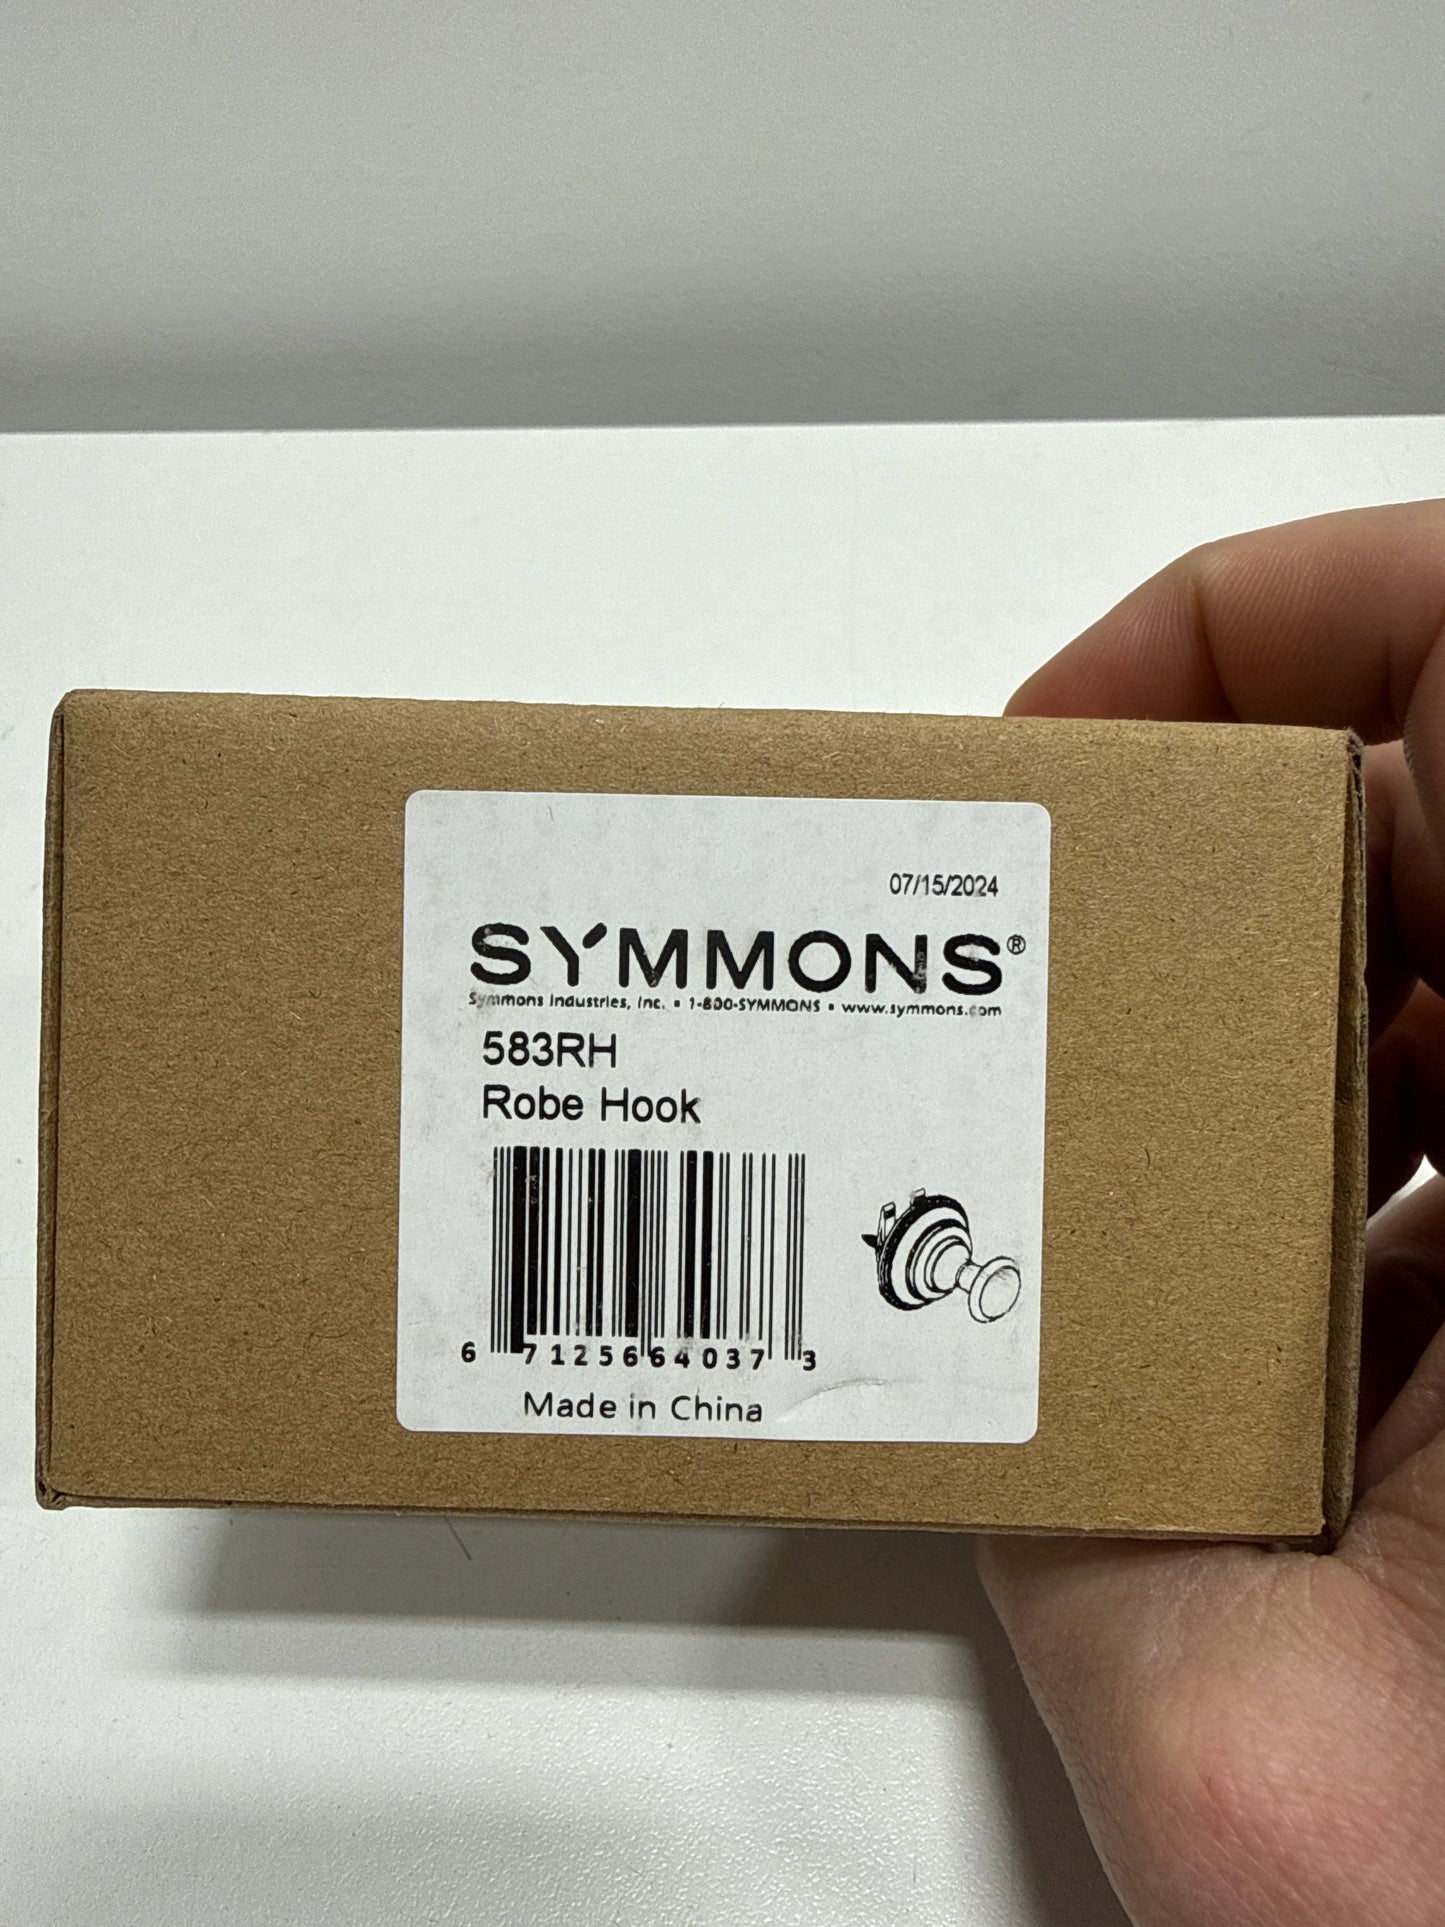 07/15/2024
SYMMONS®
Symmons Industries, Inc. ▪ 1-800-SYMMONS ▪ www.symmons.com
583RH
Robe Hook
6 71256 64037 3
Made in China